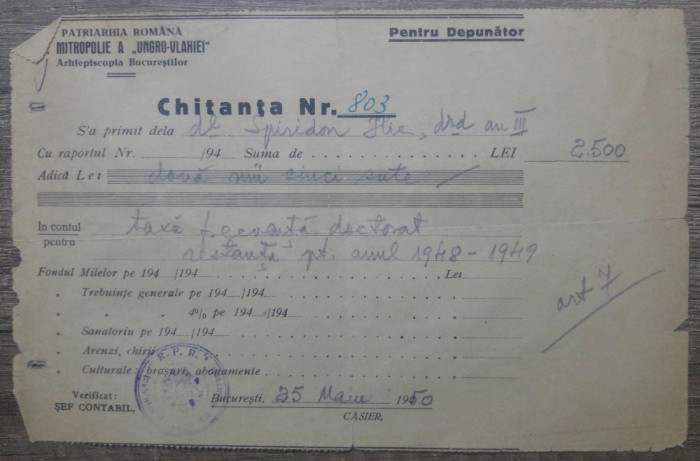 PATRIARHIA ROMÂNĂ
MITROPOLIE A „UNGRO-VLAHIEI"
Arhiepiscopia Bucureștilor
Pentru Depunător
Chitanța Nr. 803
S'a primit dela dl Spiridon Ilie, drd an III
Cu raportul Nr. /94 Suma de LEI 2.500
Adică Lei două mii cinci sute
In contul taxă doctorat
pentru restanță pt. anul 1948-1949
Fondul Milelor pe 194 /194 Lei
" Trebuințe generale pe 194 /194
" 4% pe 194 /194
" Sanatoriu pe 194 /194
" Arenzi, chirii
" Culturale: broșuri, abonamente
art 7
R. P. R.
Verificat:
ȘEF CONTABIL,
București, 25 Maiu 1950
CASIER,